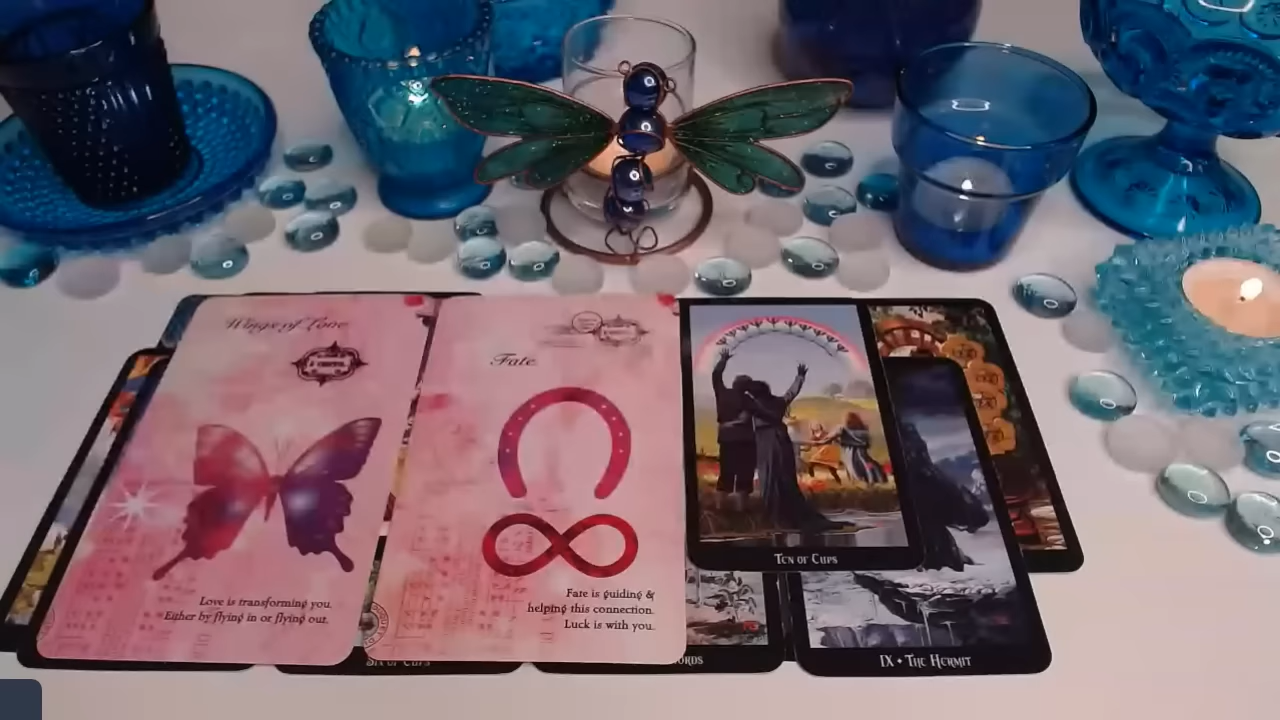 Wings of Love
Love is transforming you.
Either by flying in or flying out.
Fate
Fate is guiding &
helping this connection.
Luck is with you.
Ten of Cups
Six of Cups
IX • The Hermit